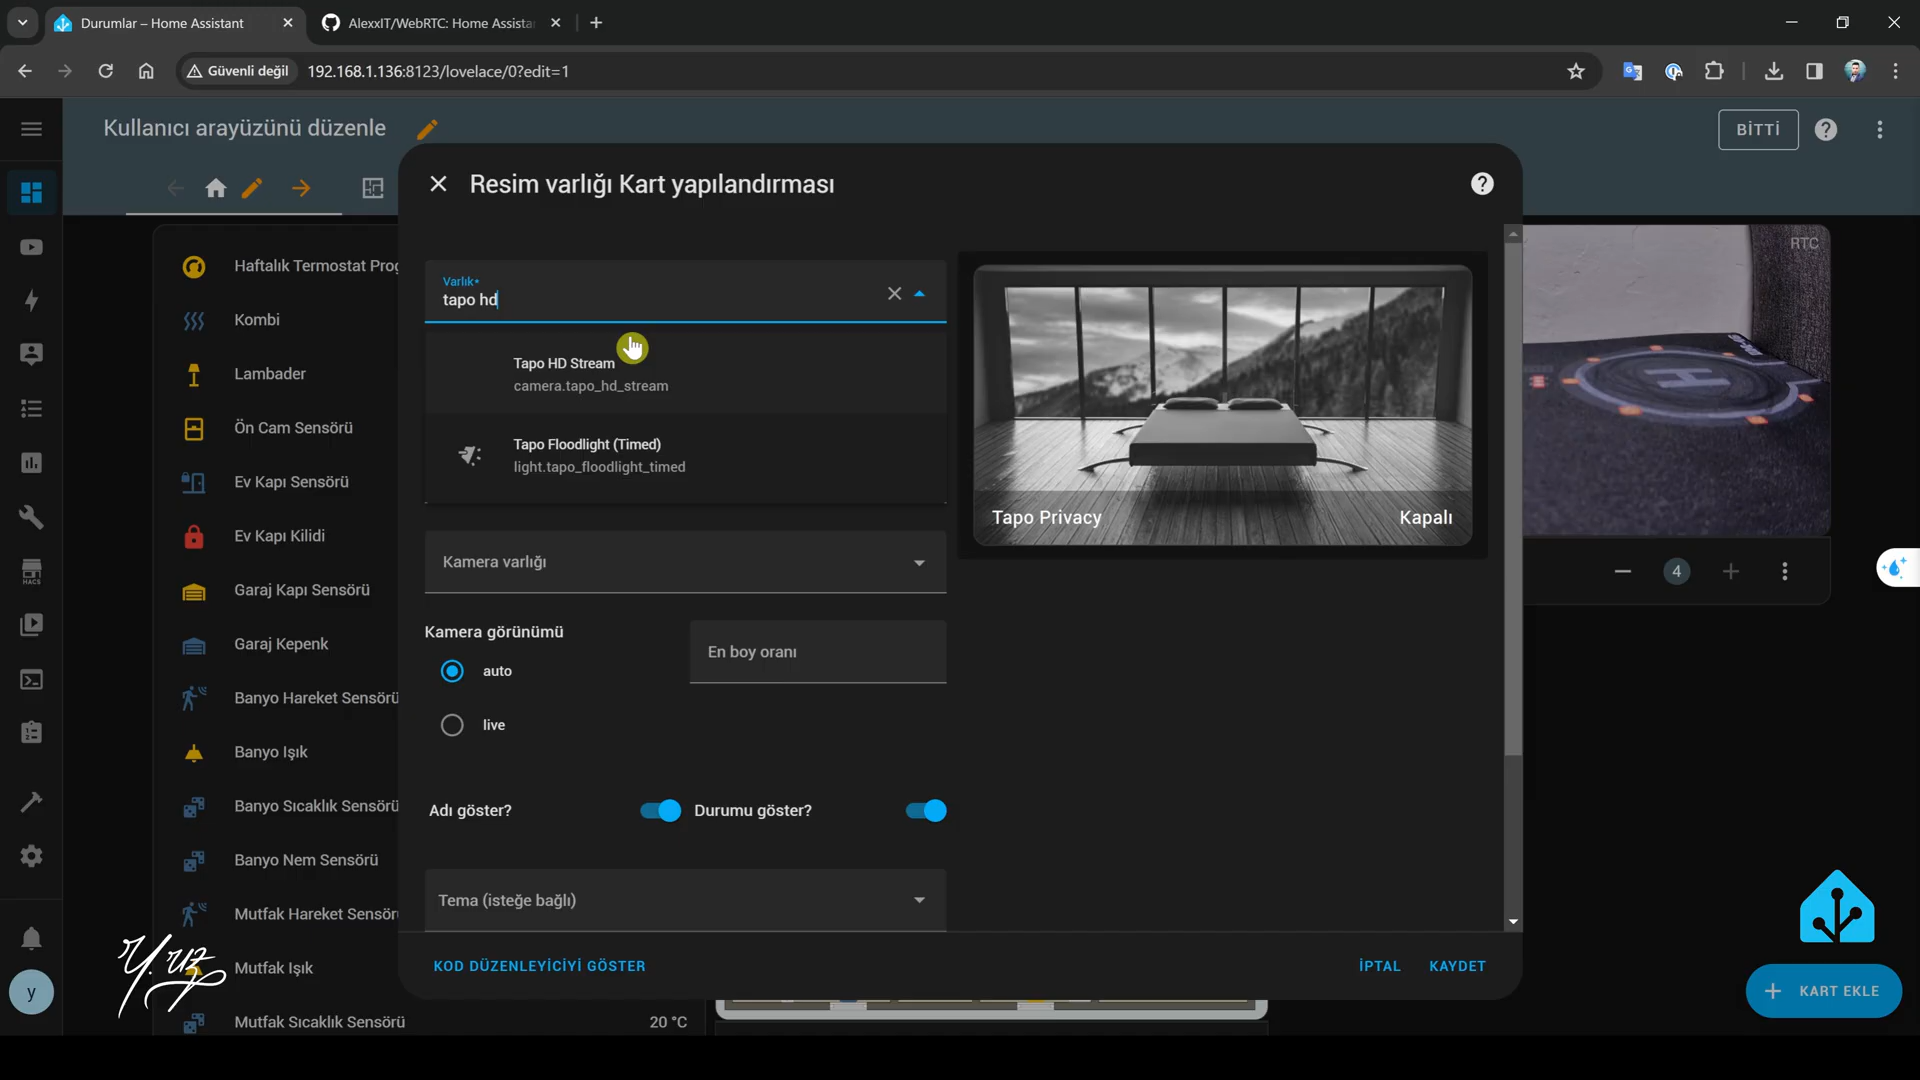 Durumlar – Home Assistant
AlexxIT/WebRTC: Home Assista
Güvenli değil
192.168.1.136:8123/lovelace/0?edit=1
Kullanıcı arayüzünü düzenle
BİTTİ
Resim varlığı Kart yapılandırması
Haftalık Termostat Prog
Kombi
Lambader
Ön Cam Sensörü
Ev Kapı Sensörü
Ev Kapı Kilidi
Garaj Kapı Sensörü
Garaj Kepenk
Banyo Hareket Sensörü
Banyo Işık
Banyo Sıcaklık Sensörü
Banyo Nem Sensörü
Mutfak Hareket Sensörü
Mutfak Işık
Mutfak Sıcaklık Sensörü
20 °C
HACS
y
Y.uz
Varlık*
tapo hd
Tapo HD Stream
camera.tapo_hd_stream
Tapo Floodlight (Timed)
light.tapo_floodlight_timed
Kamera varlığı
Kamera görünümü
auto
live
En boy oranı
Adı göster?
Durumu göster?
Tema (isteğe bağlı)
KOD DÜZENLEYİCİYİ GÖSTER
İPTAL
KAYDET
Tapo Privacy
Kapalı
RTC
H
4
KART EKLE